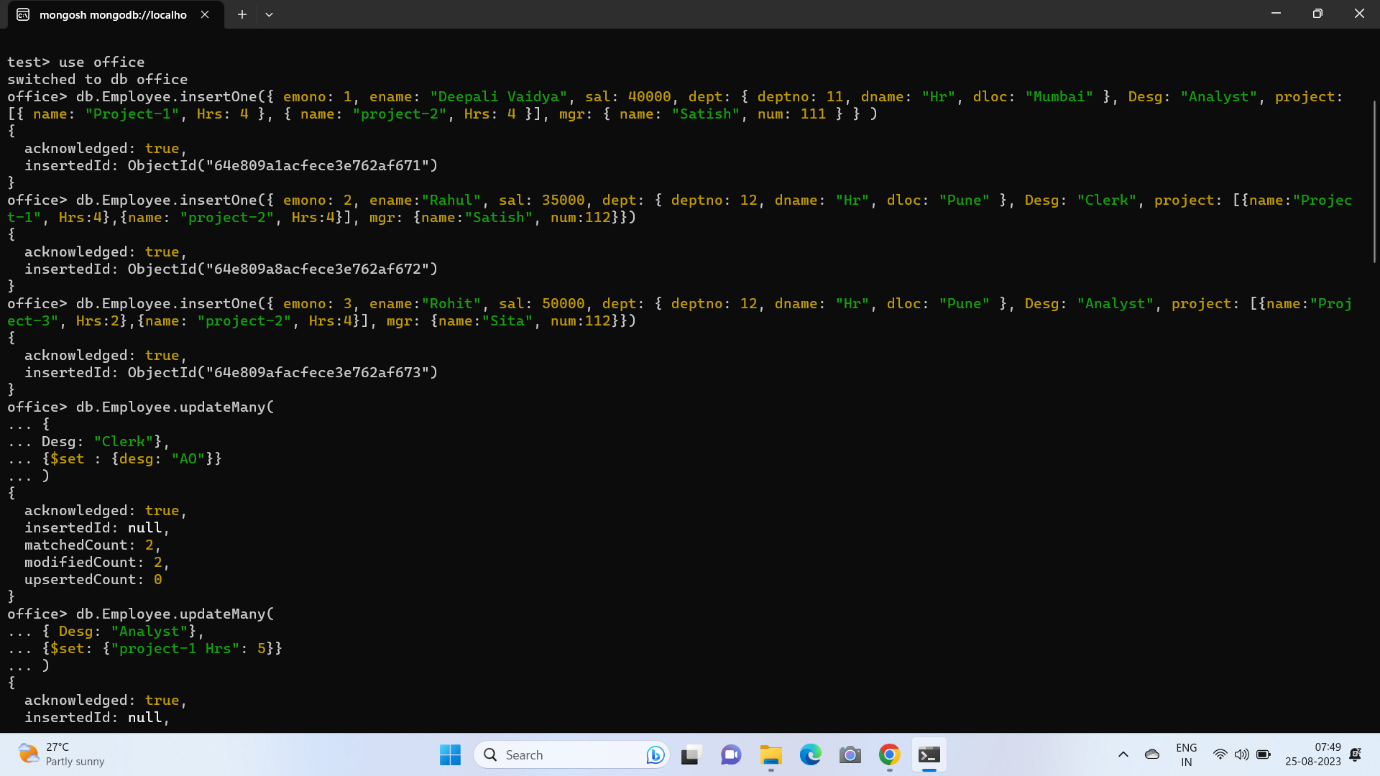 mongosh mongodb://localho
test> use office
switched to db office
office> db.Employee.insertOne({ emono: 1, ename: "Deepali Vaidya", sal: 40000, dept: { deptno: 11, dname: "Hr", dloc: "Mumbai" }, Desg: "Analyst", project:
[{ name: "Project-1", Hrs: 4 }, { name: "project-2", Hrs: 4 }], mgr: { name: "Satish", num: 111 } } )
{
  acknowledged: true,
  insertedId: ObjectId("64e809a1acfece3e762af671")
}
office> db.Employee.insertOne({ emono: 2, ename:"Rahul", sal: 35000, dept: { deptno: 12, dname: "Hr", dloc: "Pune" }, Desg: "Clerk", project: [{name:"Projec
t-1", Hrs:4},{name: "project-2", Hrs:4}], mgr: {name:"Satish", num:112}})
{
  acknowledged: true,
  insertedId: ObjectId("64e809a8acfece3e762af672")
}
office> db.Employee.insertOne({ emono: 3, ename:"Rohit", sal: 50000, dept: { deptno: 12, dname: "Hr", dloc: "Pune" }, Desg: "Analyst", project: [{name:"Proj
ect-3", Hrs:2},{name: "project-2", Hrs:4}], mgr: {name:"Sita", num:112}})
{
  acknowledged: true,
  insertedId: ObjectId("64e809afacfece3e762af673")
}
office> db.Employee.updateMany(
... {
... Desg: "Clerk"},
... {$set : {desg: "AO"}}
... )
{
  acknowledged: true,
  insertedId: null,
  matchedCount: 2,
  modifiedCount: 2,
  upsertedCount: 0
}
office> db.Employee.updateMany(
... { Desg: "Analyst"},
... {$set: {"project-1 Hrs": 5}}
... )
{
  acknowledged: true,
  insertedId: null,
27°C
Partly sunny
Search
ENG
IN
07:49
25-08-2023